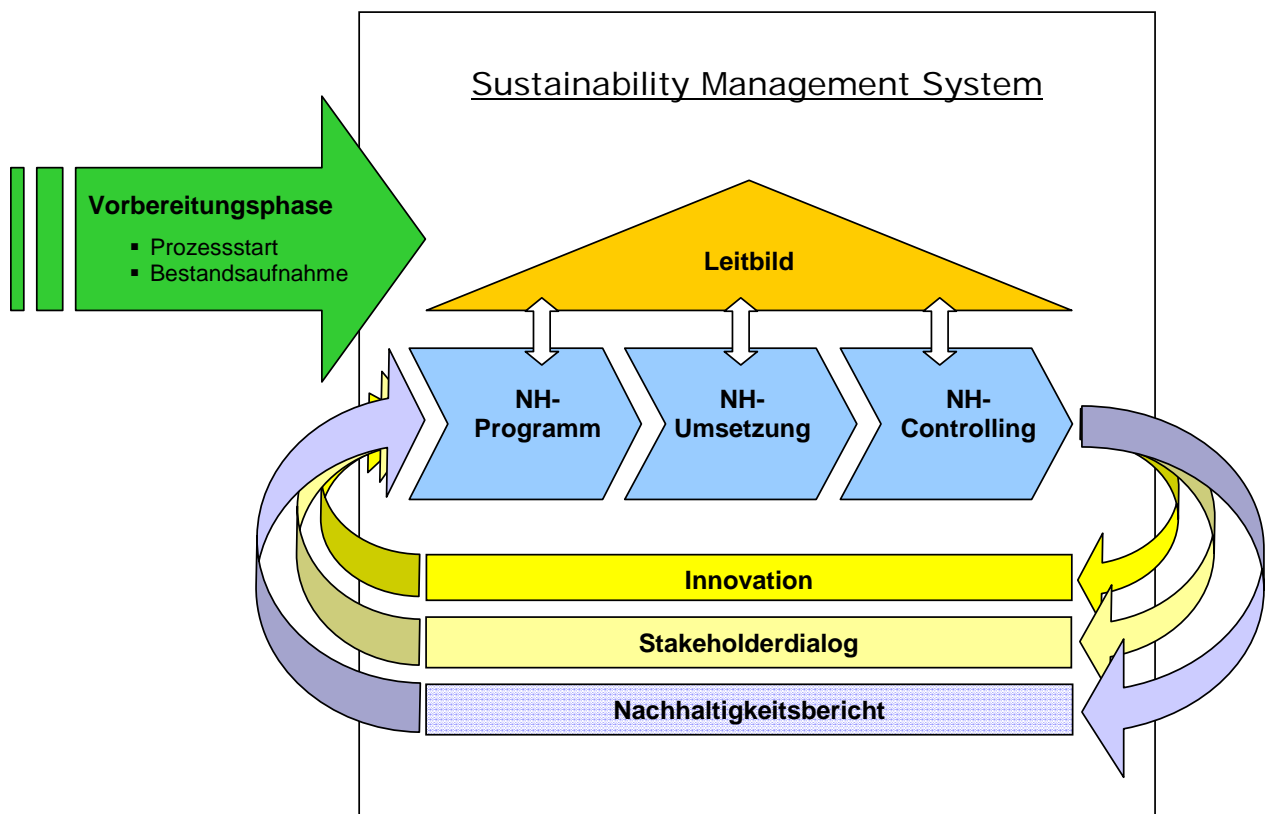 Sustainability Management System
Vorbereitungsphase
▪ Prozessstart
▪ Bestandsaufnahme
Leitbild
NH-
Programm
NH-
Umsetzung
NH-
Controlling
Innovation
Stakeholderdialog
Nachhaltigkeitsbericht